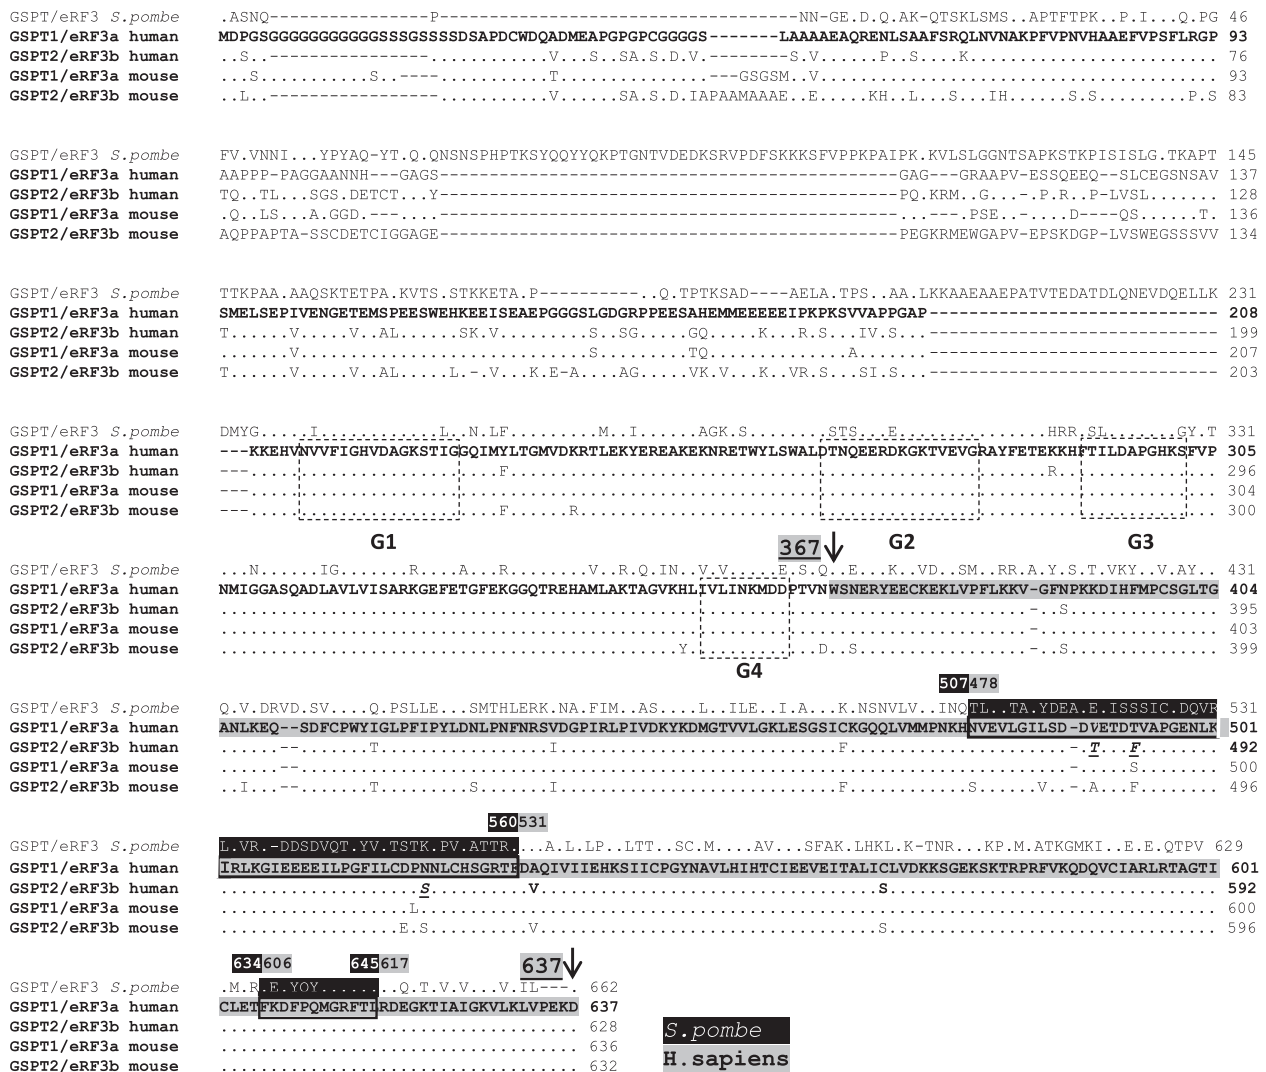 GSPT/eRF3 S.pombe .ASNQ----------------P------------------------------------NN-GE.D.Q.AK-QTSKLSMS..APTFTPK..P.I...Q.PG 46
GSPT1/eRF3a human MDPGSGGGGGGGGGGGSSSGSSSSDSAPDCWDQADMEAPGPGPCGGGGS-------LAAAAEAQRENLSAAFSRQLNVNAKPFVPNVHAAEFVPSFLRGP 93
GSPT2/eRF3b human ..S..-----------------...........V...S..SA.S.D.V.-------..S.V......P..S....K......................... 76
GSPT1/eRF3a mouse ...S...........S....--...........T...............---GSGSM..V........................................ 93
GSPT2/eRF3b mouse ..L..-----------------...........V......SA.S.D.IAPAAMAAAE..E.....KH..L...S...IH......S.S.........P.S 83
GSPT/eRF3 S.pombe FV.VNNI...YPYAQ-YT.Q.QNSNSPHPTKSYQQYYQKPTGNTVDEDKSRVPDFSKKKSFVPPKPAIPK.KVLSLGGNTSAPKSTKPISISLG.TKAPT 145
GSPT1/eRF3a human AAPPP-PAGGAANNH---GAGS----------------------------------------------GAG---GRAAPV-ESSQEEQ--SLCEGSNSAV 137
GSPT2/eRF3b human TQ..TL...SGS.DETCT...Y----------------------------------------------PQ.KRM..G....-.P.R..P-LVSL...... 128
GSPT1/eRF3a mouse .Q..LS...A.GGD.---....----------------------------------------------...---..PSE...-...D----QS.....T. 136
GSPT2/eRF3b mouse AQPPAPTA-SSCDETCIGGAGE----------------------------------------------PEGKRMEWGAPV-EPSKDGP-LVSWEGSSSVV 134
GSPT/eRF3 S.pombe TTKPAA.AAQSKTETPA.KVTS.STKKETA.P----------..Q.TPTKSAD----AELA.TPS..AA.LKKAAEAAEPATVTEDATDLQNEVDQELLK 231
GSPT1/eRF3a human SMELSEPIVENGETEMSPEESWEHKEEISEAEPGGGSLGDGRPPEESAHEMMEEEEEIPKPKSVVAPPGAP----------------------------- 208
GSPT2/eRF3b human T......V.....V.AL......SK.V........S..SG.....GQ....K...R.S...IV.S...----------------------------- 199
GSPT1/eRF3a mouse .......V.............................S.........TQ..............A.......----------------------------- 207
GSPT2/eRF3b mouse T......V.....V.AL.....L.-.V...K.E-A.....AG.....VK.V...K..VR.S...SI.S...----------------------------- 203
GSPT/eRF3 S.pombe DMYG.....I............L..N.LF.........M..I......AGK.S.........STS...E...............HRR.SL.......GY.T 331
GSPT1/eRF3a human ---KKEHVNVVFIGHVDAGKSTIGGQIMYLTGMVDKRTLEKYEREAKEKNRETWYLSWALDTNQEERDKGKTVEVGRAYFETEKKHFTILDAPGHKSFVP 305
GSPT2/eRF3b human ---.........................F......................................................R................ 296
GSPT1/eRF3a mouse ---................................................................................................. 304
GSPT2/eRF3b mouse ---.........................F......R................................................................ 300
G1 367 G2 G3
GSPT/eRF3 S.pombe ...N......IG.......R.....A...R...........V..R.Q.IN..V.V.....E.S.Q..E...K..VD..SM..RR.A.Y.S.T.VKY..V.AY.. 431
GSPT1/eRF3a human NMIGGASQADLAVLVISARKGEFETGFEKGGQTREHAMLAKTAGVKHLIVLINKMDDPTVNWSNERYEECKEKLVPFLKKV-GFNPKKDIHFMPCSGLTG 404
GSPT2/eRF3b human .................................................................................-..S............... 395
GSPT1/eRF3a mouse .................................................................................-.................. 403
GSPT2/eRF3b mouse ..............................................Y.............D..S.................-..S............... 399
G4
507 478
GSPT/eRF3 S.pombe Q.V.DRVD.SV....Q.PSLLE...SMTHLERK.NA.FIM..AS....L...ILE..I.A..K.NSNVLV...INQTL..TA.YDEA.E.ISSSIC.DQVR 531
GSPT1/eRF3a human ANLKEQ--SDFCPWYIGLPFIPYLDNLPNFNRSVDGPIRLPIVDKYKDMGTVVLGKLESGSICKGQQLVMMPNKHNVEVLGILSD-DVETDTVAPGENLK 501
GSPT2/eRF3b human ......--.......T.................I............................F......................-.T...F........ 492
GSPT1/eRF3a mouse ......--.............................................................................-.....S........ 500
GSPT2/eRF3b mouse ..I...--.......T.........S.......I............................F............S......V..-.A...F........ 496
560 531
GSPT/eRF3 S.pombe L.VR.-DDSDVQT.YV.TSTK.PV.ATTR....A.L.LP..LTT...SC.M....AV...SFAK.LHKL.K-TNR...KP.M.ATKGMKI..E.E.QTPV 629
GSPT1/eRF3a human IRLKGIEEEEILPGFILCDPNNLCHSGRTFDAQIVIIEHKSIICPGYNAVLHIHTCIEEVEITALICLVDKKSGEKSKTRPRFVKQDQVCIARLRTAGTI 601
GSPT2/eRF3b human ....................S..........V..................................S................................. 592
GSPT1/eRF3a mouse ...................L................................................................................ 600
GSPT2/eRF3b mouse ..................E.S..........V..................................S................................. 596
634 606 645 617 637
GSPT/eRF3 S.pombe .M.R.E.YOY........Q.T.V.V...V.IL---. 662
GSPT1/eRF3a human CLETFKDFPQMGRFTLRDEGKTIAIGKVLKLVPEKD 637
GSPT2/eRF3b human .................................... 628
GSPT1/eRF3a mouse .................................... 636
GSPT2/eRF3b mouse .................................... 632
S.pombe
H.sapiens